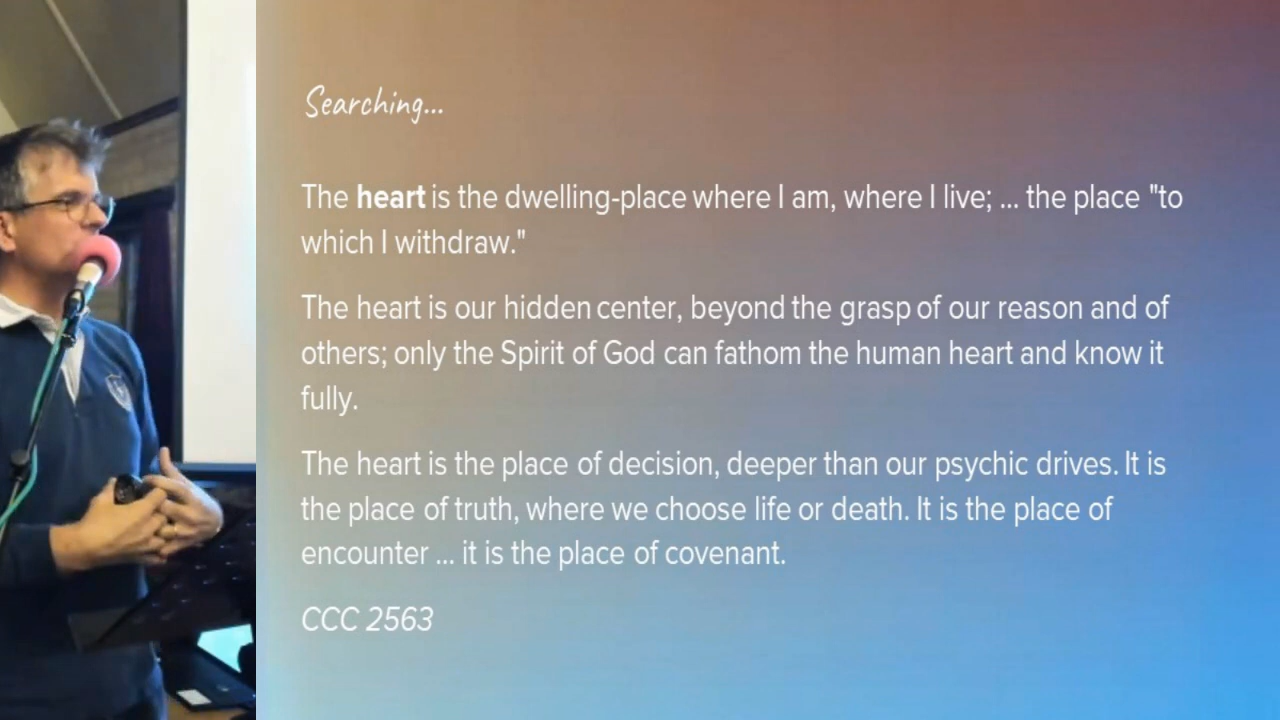 Searching...
The heart is the dwelling-place where I am, where I live; ... the place "to
which I withdraw."
The heart is our hidden center, beyond the grasp of our reason and of
others; only the Spirit of God can fathom the human heart and know it
fully.
The heart is the place of decision, deeper than our psychic drives. It is
the place of truth, where we choose life or death. It is the place of
encounter ... it is the place of covenant.
CCC 2563